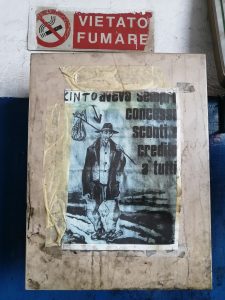 VIETATO
FUMARE
CINTO aveva sempre
concesso
sconti e
credito
a tutti